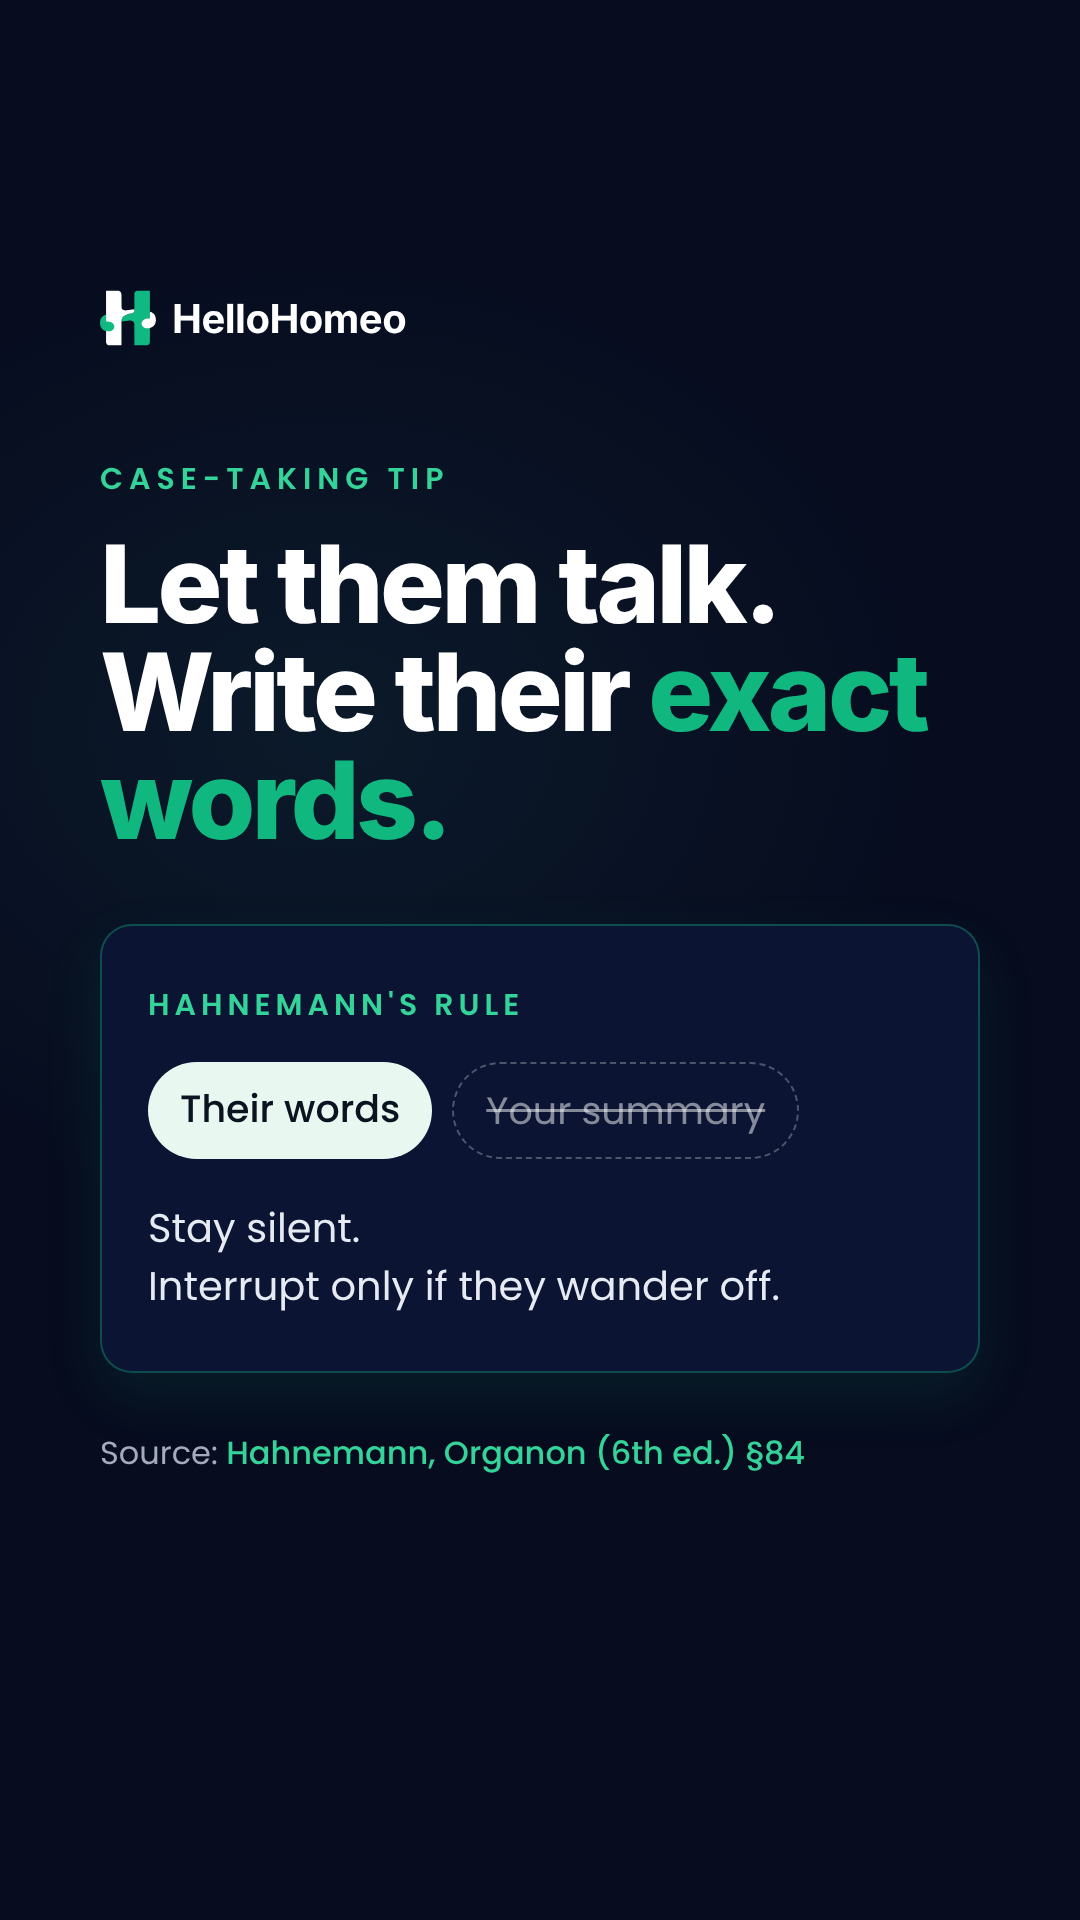 HelloHomeo
CASE-TAKING TIP
Let them talk.
Write their exact
words.
HAHNEMANN'S RULE
Their words
Your summary
Stay silent.
Interrupt only if they wander off.
Source: Hahnemann, Organon (6th ed.) §84